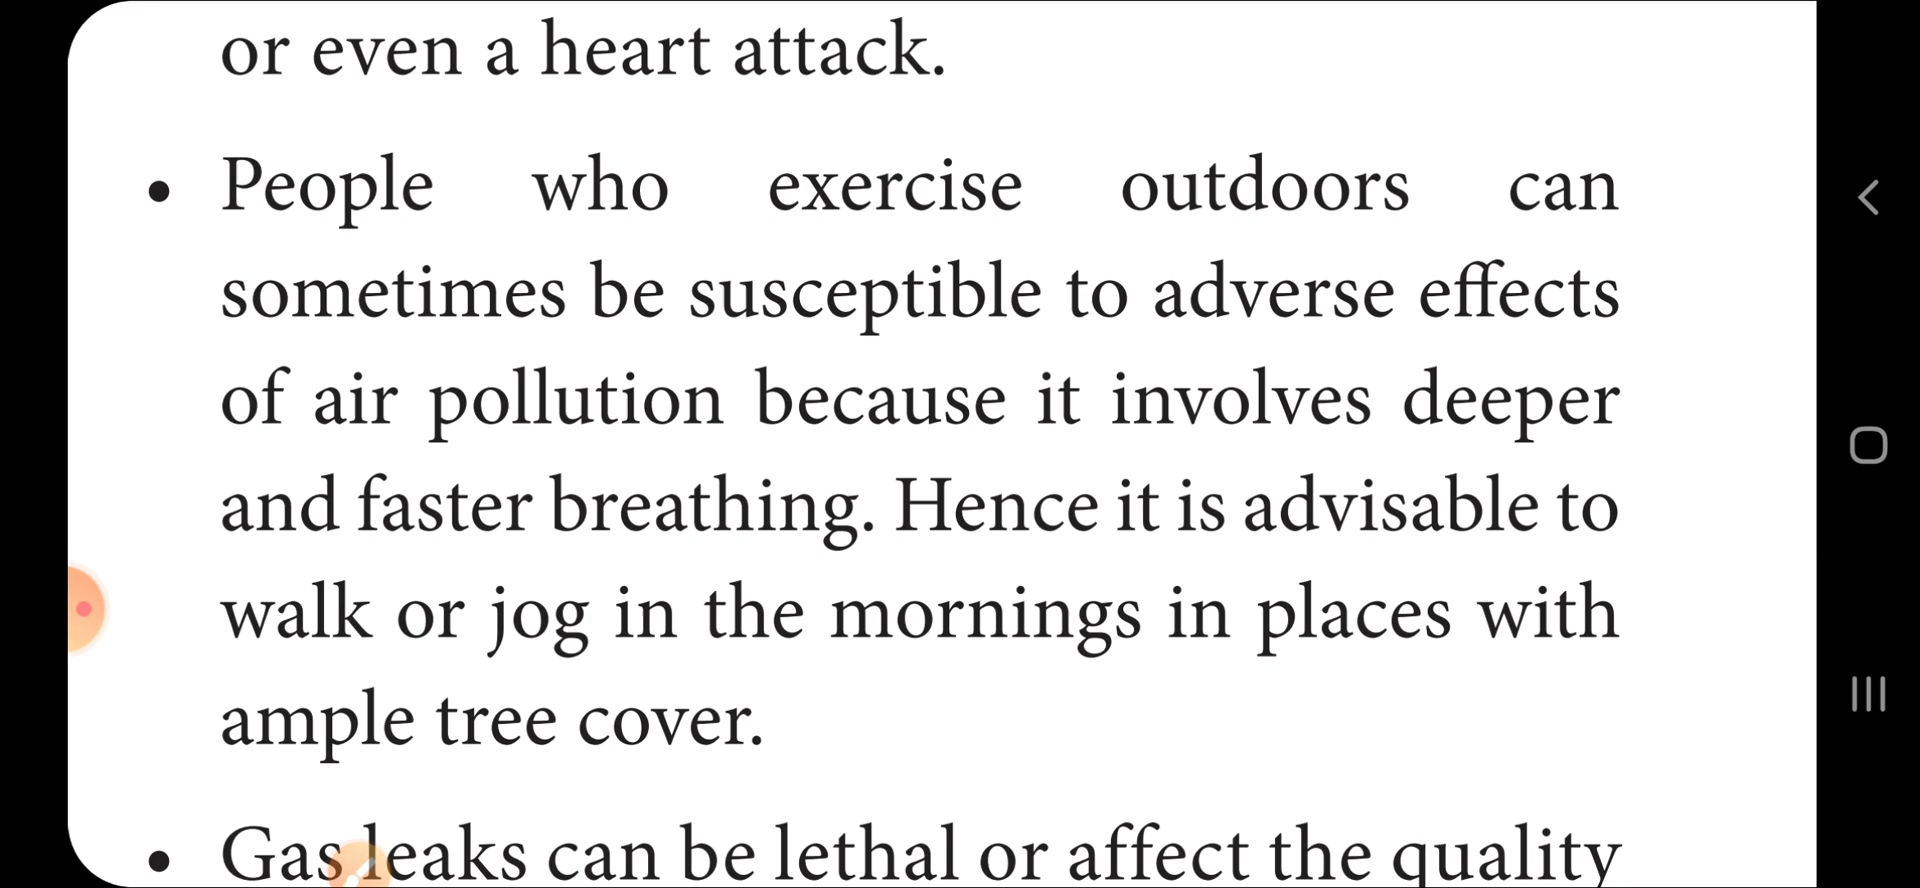 or even a heart attack.
• People who exercise outdoors can
sometimes be susceptible to adverse effects
of air pollution because it involves deeper
and faster breathing. Hence it is advisable to
walk or jog in the mornings in places with
ample tree cover.
• Gas leaks can be lethal or affect the quality